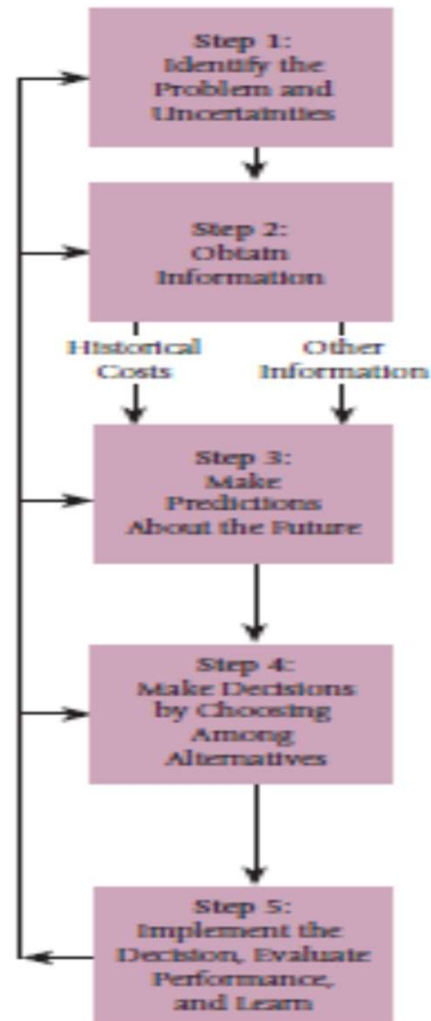 Step 1:
Identify the
Problem and
Uncertainties
Step 2:
Obtain
Information
Historical
Costs
Other
Information
Step 3:
Make
Predictions
About the Future
Step 4:
Make Decisions
by Choosing
Among
Alternatives
Step 5:
Implement the
Decision, Evaluate
Performance,
and Learn